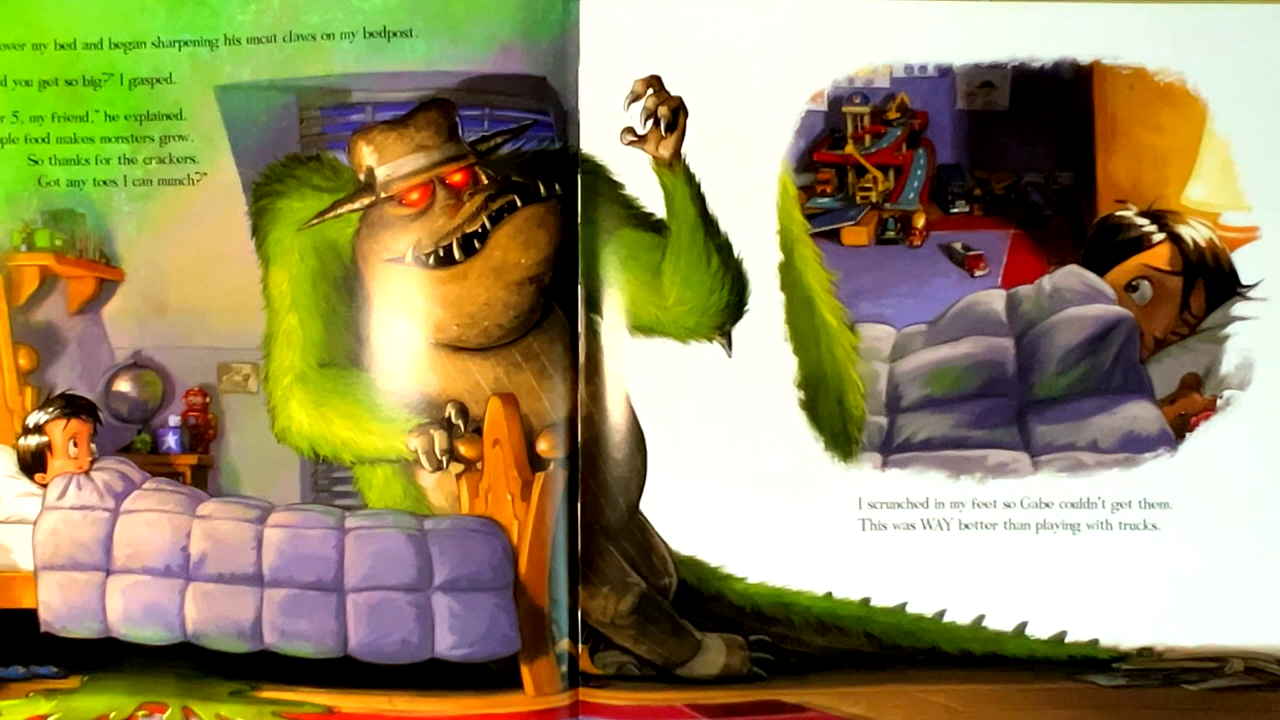 over my bed and began sharpening his uncut claws on my bedpost.
d you get so big?" I gasped.
r 5, my friend," he explained.
ple food makes monsters grow.
So thanks for the crackers.
Got any toes I can munch?"
I scrunched in my feet so Gabe couldn't get them.
This was WAY better than playing with trucks.